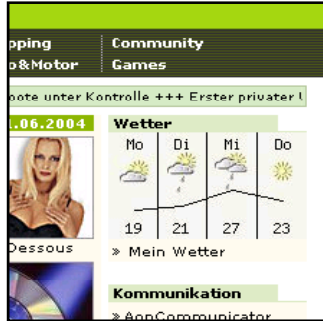 pping Community
o&Motor Games
ote unter Kontrolle +++ Erster privater
.06.2004 Wetter
Mo Di Mi Do
19 21 27 23
Dessous » Mein Wetter
Kommunikation
» AonCommunicator